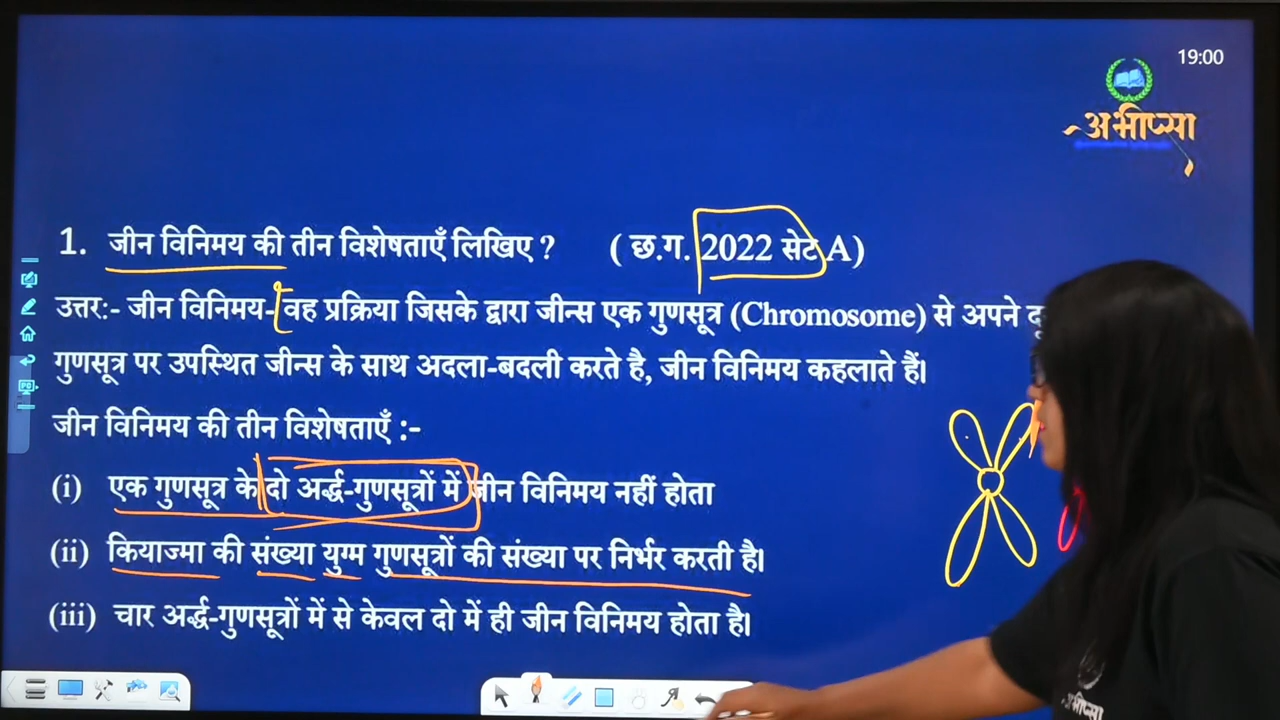 19:00
अभीप्सा
1. जीन विनिमय की तीन विशेषताएँ लिखिए ? ( छ.ग. 2022 सेट A)
उत्तर:- जीन विनिमय- वह प्रक्रिया जिसके द्वारा जीन्स एक गुणसूत्र (Chromosome) से अपने
गुणसूत्र पर उपस्थित जीन्स के साथ अदला-बदली करते है, जीन विनिमय कहलाते हैं।
जीन विनिमय की तीन विशेषताएँ :-
(i) एक गुणसूत्र के दो अर्द्ध-गुणसूत्रों में जीन विनिमय नहीं होता
(ii) कियाज्मा की संख्या युग्म गुणसूत्रों की संख्या पर निर्भर करती है।
(iii) चार अर्द्ध-गुणसूत्रों में से केवल दो में ही जीन विनिमय होता है।
अभीप्सा